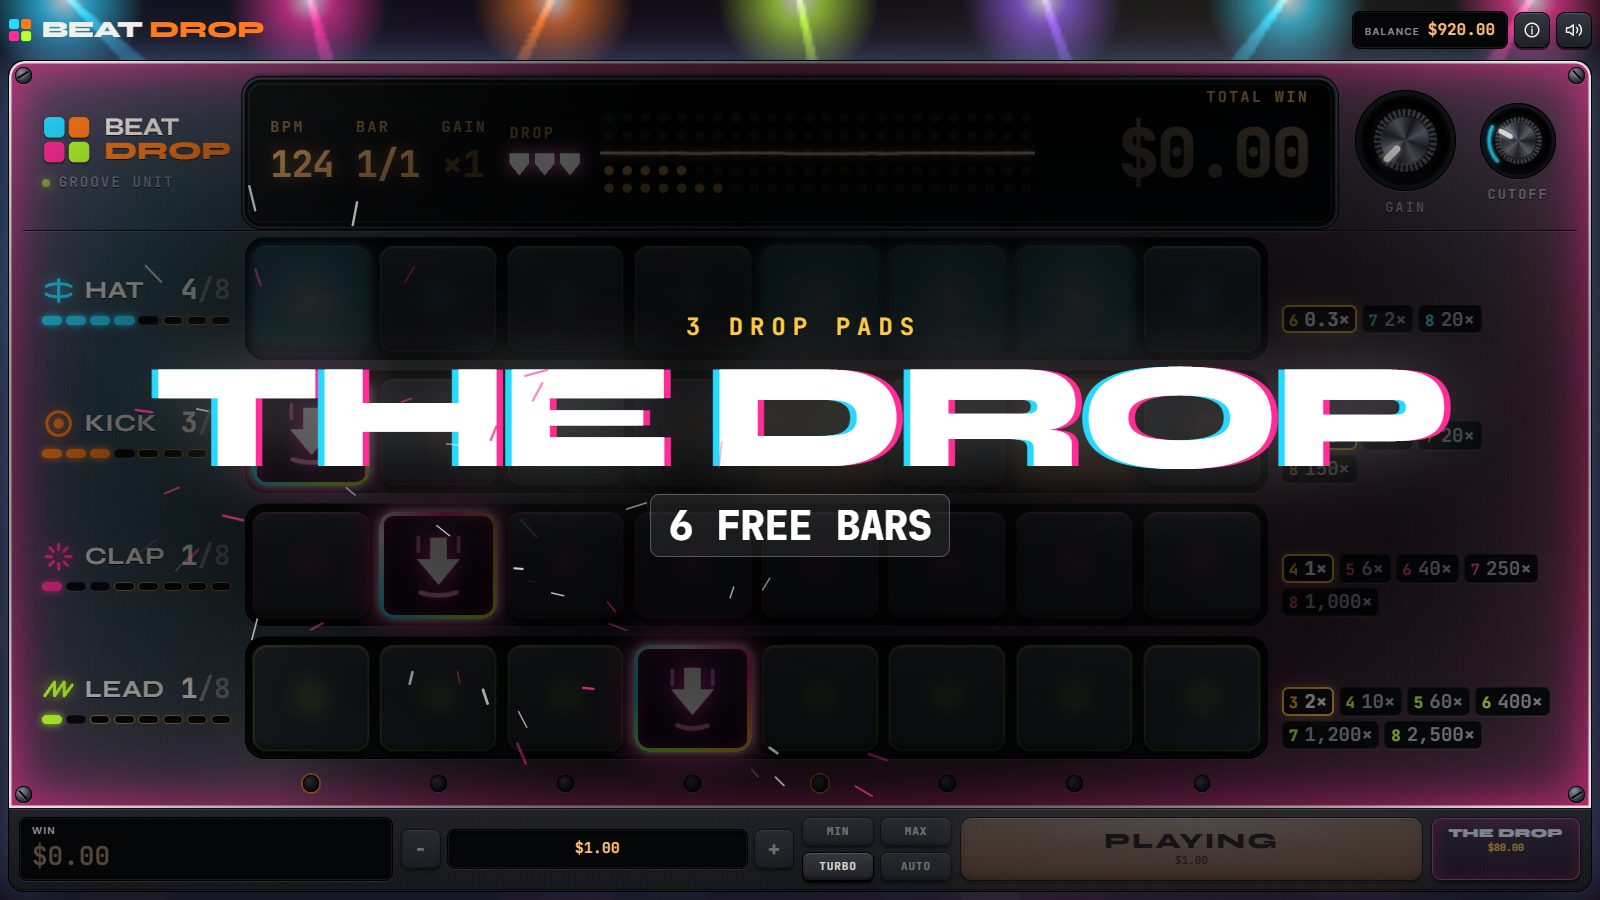 BEAT DROP
BALANCE $920.00
BEAT
DROP
GROOVE UNIT
BPM
124
BAR
1/1
GAIN
×1
DROP
TOTAL WIN
$0.00
GAIN
CUTOFF
HAT 4/8
6 0.3× 7 2× 8 20×
3 DROP PADS
THE DROP
6 FREE BARS
KICK 3/
20×
8 150×
CLAP 1/8
4 1× 5 6× 6 40× 7 250×
8 1,000×
LEAD 1/8
3 2× 4 10× 5 60× 6 400×
7 1,200× 8 2,500×
WIN
$0.00
-
$1.00
+
MIN
MAX
TURBO
AUTO
PLAYING
$1.00
THE DROP
$80.00